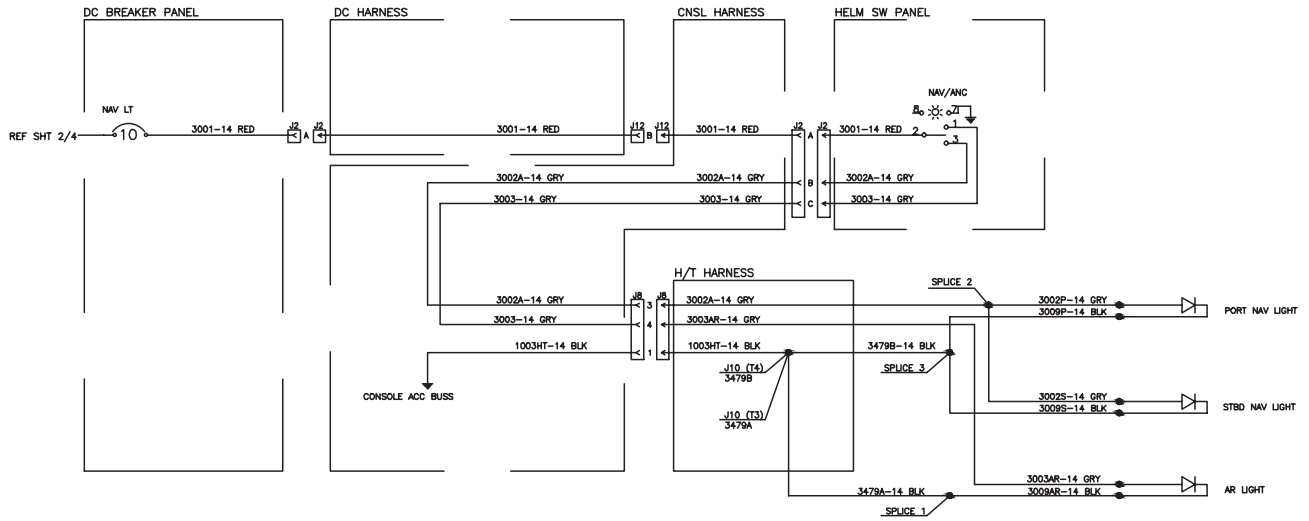 DC BREAKER PANEL
DC HARNESS
CNSL HARNESS
HELM SW PANEL
NAV LT
NAV/ANC
8
7
1
REF SHT 2/4
10
3001-14 RED
J2
A
J2
3001-14 RED
J12
B
J12
3001-14 RED
J2
A
J2
3001-14 RED
2
3
3002A-14 GRY
3002A-14 GRY
B
3002A-14 GRY
3003-14 GRY
3003-14 GRY
C
3003-14 GRY
H/T HARNESS
SPLICE 2
J8
J8
3002A-14 GRY
3
3002A-14 GRY
3002P-14 GRY
3009P-14 BLK
PORT NAV LIGHT
3003-14 GRY
4
3003AR-14 GRY
1003HT-14 BLK
1
1003HT-14 BLK
3479B-14 BLK
J10 (T4)
3479B
SPLICE 3
CONSOLE ACC BUSS
3002S-14 GRY
3009S-14 BLK
STBD NAV LIGHT
J10 (T3)
3479A
3003AR-14 GRY
3479A-14 BLK
3009AR-14 BLK
AR LIGHT
SPLICE 1